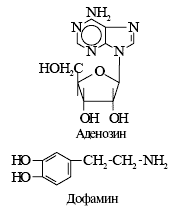 NH₂
N
N
N
N
HOH₂C
O
OH OH
Аденозин
HO
CH₂-CH₂-NH₂
HO
Дофамин